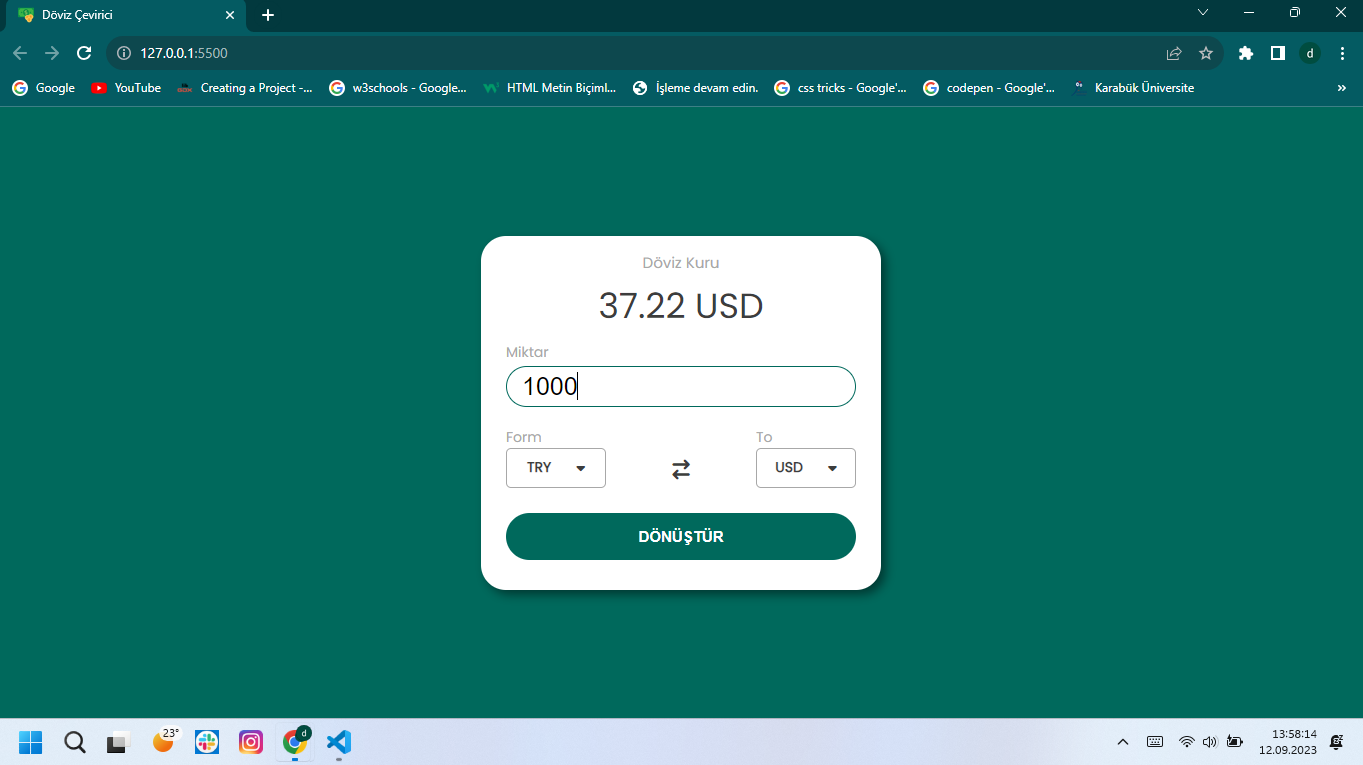 Döviz Çevirici
127.0.0.1:5500
d
Google
YouTube
Creating a Project -...
w3schools - Google...
HTML Metin Biçiml...
İşleme devam edin.
css tricks - Google'...
codepen - Google'...
Karabük Üniversite
Döviz Kuru
37.22 USD
Miktar
1000
Form
To
TRY
USD
DÖNÜŞTÜR
23°
d
13:58:14
12.09.2023